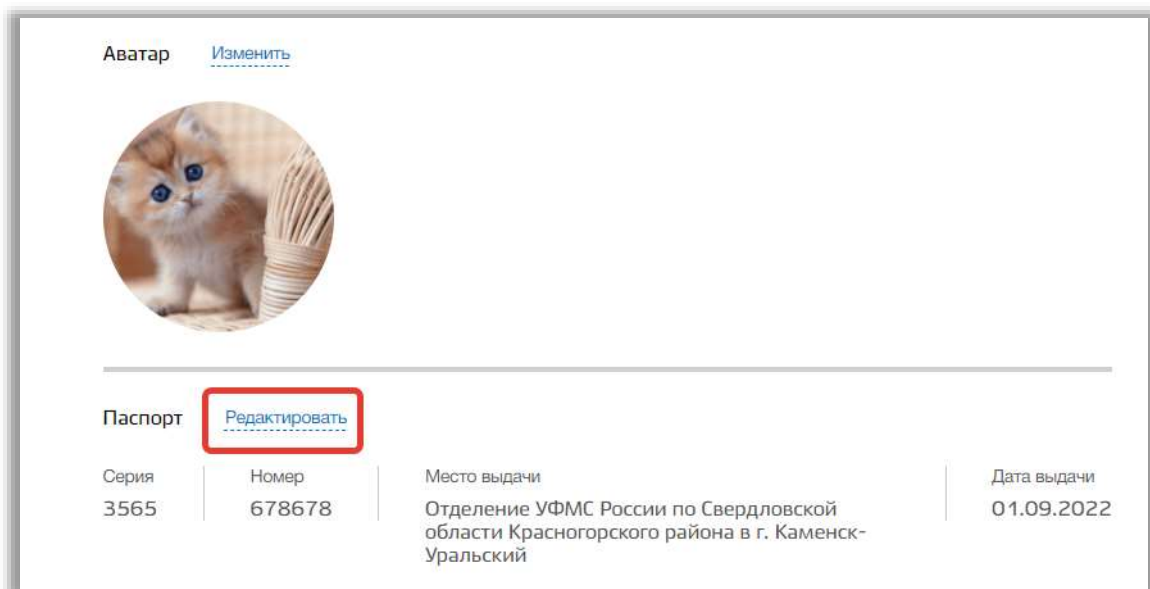 Аватар Изменить
Паспорт Редактировать
Серия Номер Место выдачи Дата выдачи
3565 678678 Отделение УФМС России по Свердловской 01.09.2022
области Красногорского района в г. Каменск-
Уральский